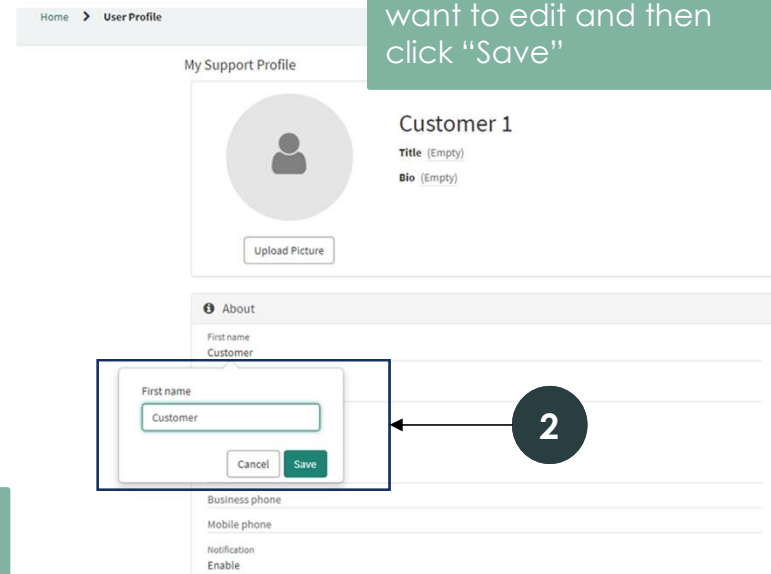 want to edit and then
click “Save”
Home > User Profile
My Support Profile
Customer 1
Title (Empty)
Bio (Empty)
Upload Picture
About
First name
Customer
First name
Customer
Cancel Save
2
Business phone
Mobile phone
Notification
Enable